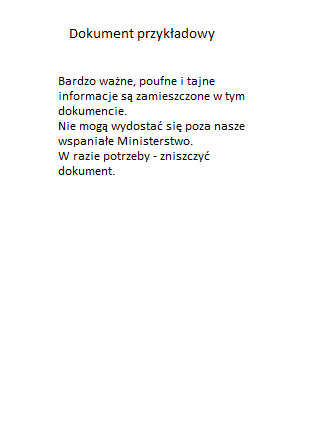 Dokument przykładowy
Bardzo ważne, poufne i tajne
informacje są zamieszczone w tym
dokumencie.
Nie mogą wydostać się poza nasze
wspaniałe Ministerstwo.
W razie potrzeby - zniszczyć
dokument.